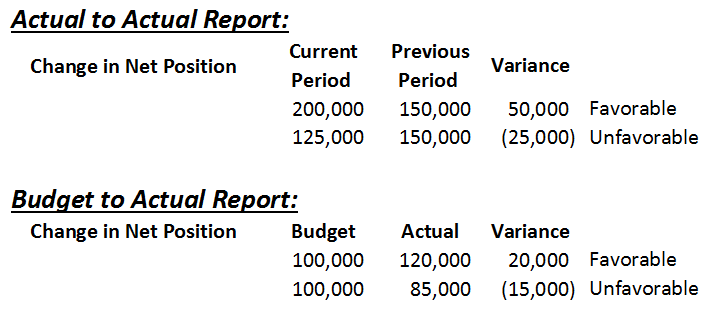 Actual to Actual Report:
Change in Net Position Current Period Previous Period Variance
200,000 150,000 50,000 Favorable
125,000 150,000 (25,000) Unfavorable
Budget to Actual Report:
Change in Net Position Budget Actual Variance
100,000 120,000 20,000 Favorable
100,000 85,000 (15,000) Unfavorable